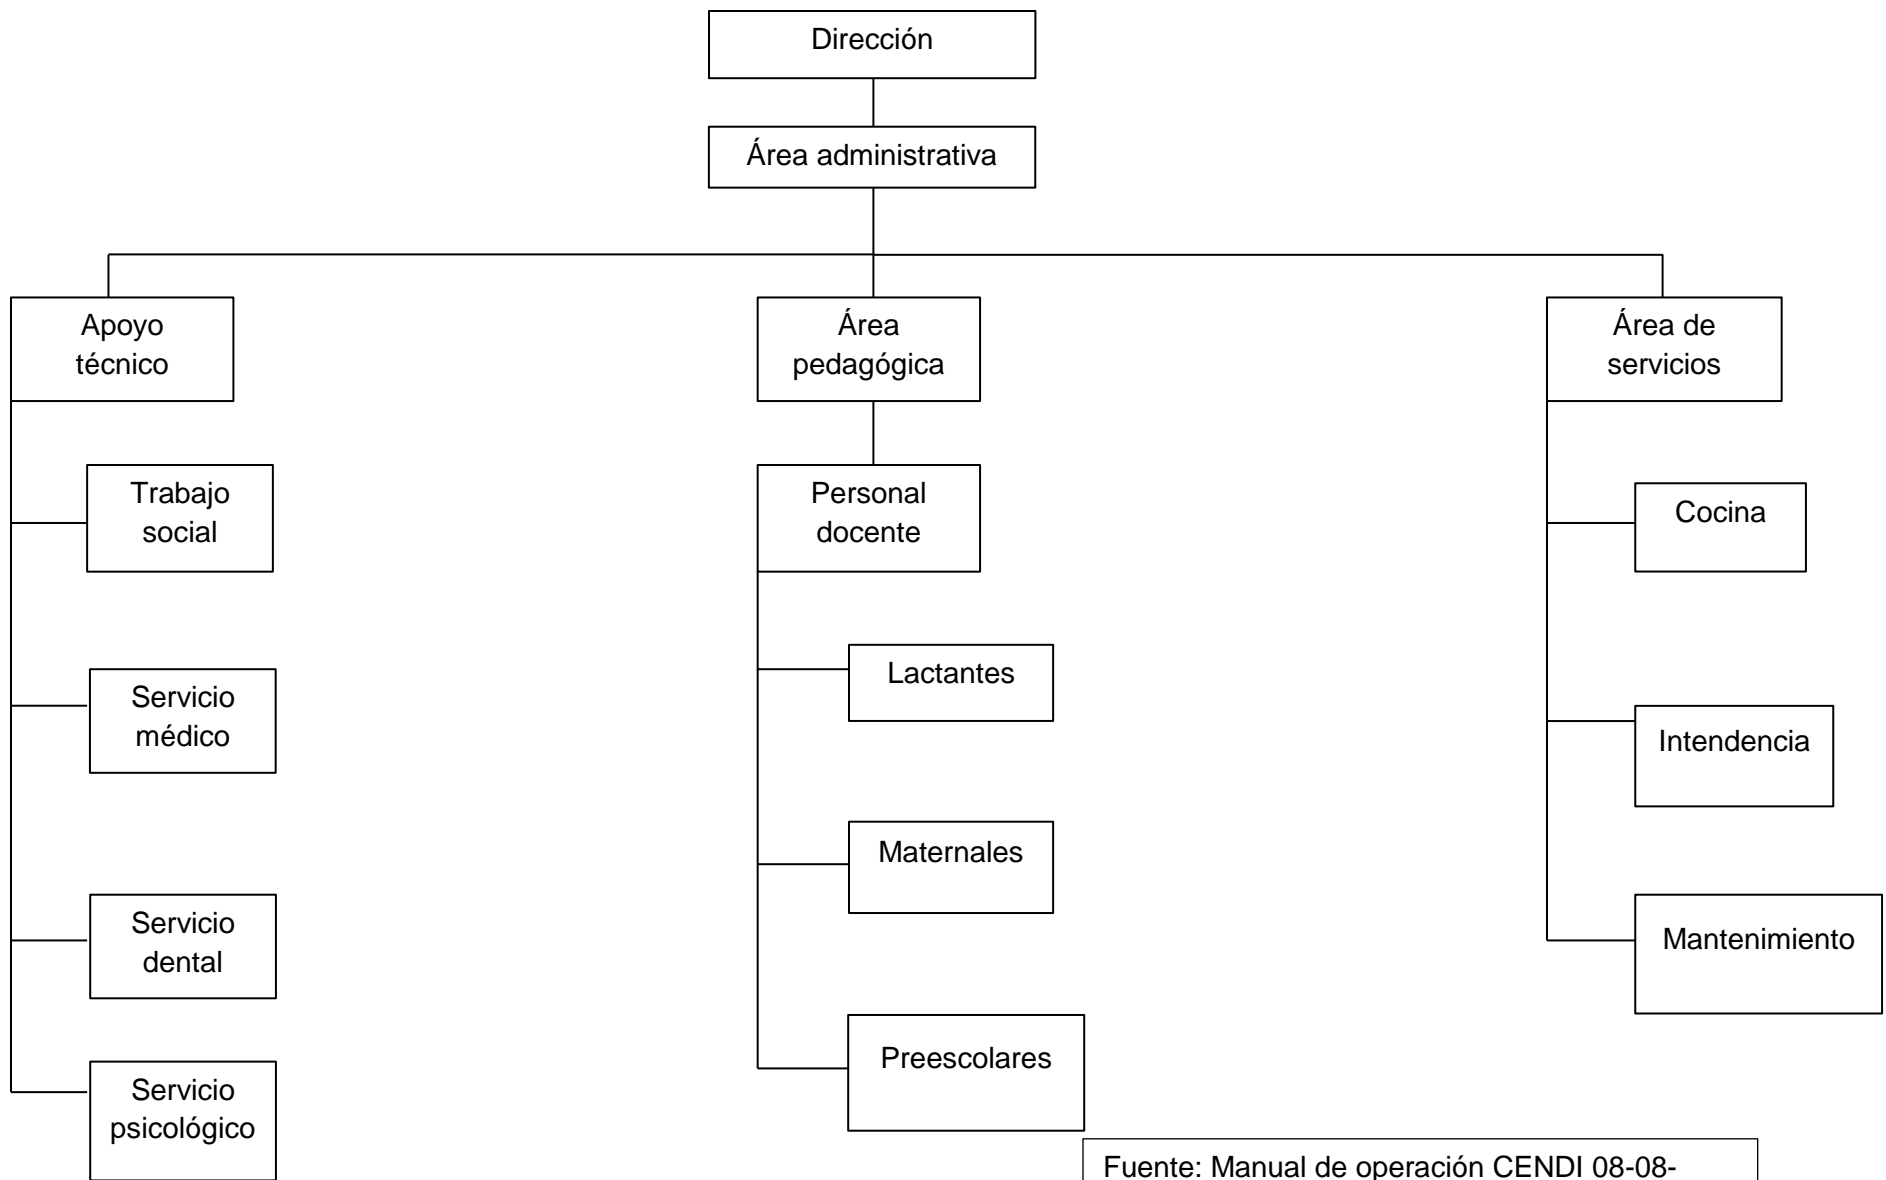 Dirección
Área administrativa
Apoyo
técnico
Área
pedagógica
Área de
servicios
Trabajo
social
Personal
docente
Cocina
Lactantes
Servicio
médico
Intendencia
Maternales
Servicio
dental
Mantenimiento
Preescolares
Servicio
psicológico
Fuente: Manual de operación CENDI 08-08-